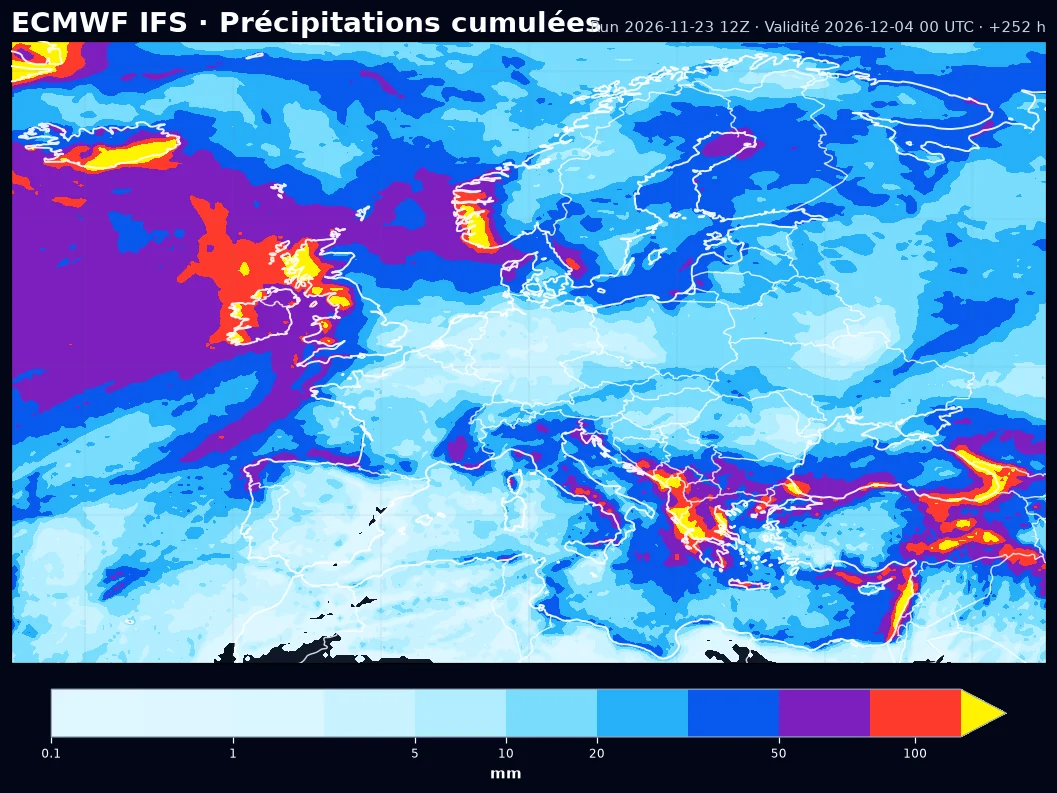 ECMWF IFS · Précipitations cumulées
Run 2026-11-23 12Z · Validité 2026-12-04 00 UTC · +252 h
0.1 1 5 10 20 50 100
mm